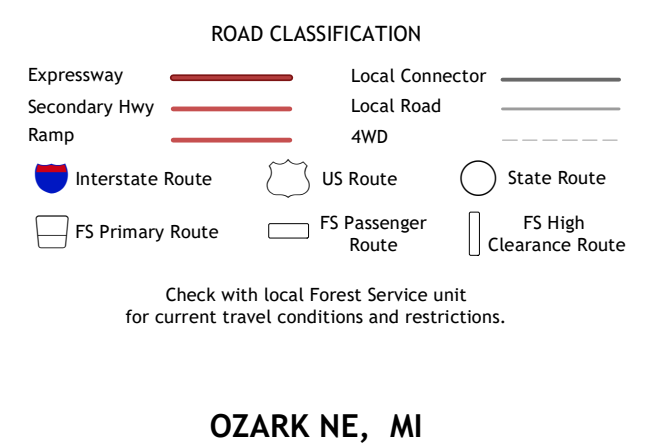 ROAD CLASSIFICATION
Expressway
Local Connector
Secondary Hwy
Local Road
Ramp
4WD
Interstate Route
US Route
State Route
FS Primary Route
FS Passenger
Route
FS High
Clearance Route
Check with local Forest Service unit
for current travel conditions and restrictions.
OZARK NE, MI